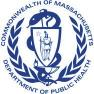 COMMONWEALTH OF MASSACHUSETTS
DEPARTMENT OF PUBLIC HEALTH